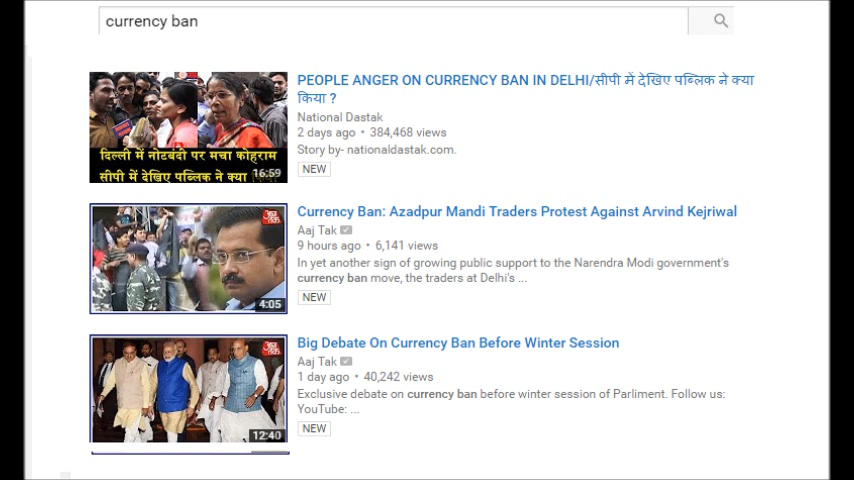 currency ban
PEOPLE ANGER ON CURRENCY BAN IN DELHI/सीपी में देखिए पब्लिक ने क्या
किया ?
National Dastak
2 days ago • 384,468 views
Story by- nationaldastak.com.
NEW
दिल्ली में नोटबंदी पर मचा कोहराम
सीपी में देखिए पब्लिक ने क्या
16:59
Currency Ban: Azadpur Mandi Traders Protest Against Arvind Kejriwal
Aaj Tak
9 hours ago • 6,141 views
In yet another sign of growing public support to the Narendra Modi government's
currency ban move, the traders at Delhi's ...
NEW
4:05
Big Debate On Currency Ban Before Winter Session
Aaj Tak
1 day ago • 40,242 views
Exclusive debate on currency ban before winter session of Parliment. Follow us:
YouTube: ...
NEW
12:40